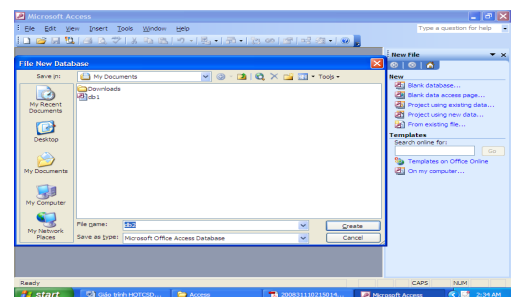 Microsoft Access
File Edit View Insert Tools Window Help
Type a question for help
File New Database
Save in: My Documents
Tools
Downloads
db1
My Recent Documents
Desktop
My Documents
My Computer
My Network Places
File name: db2
Create
Save as type: Microsoft Office Access Database
Cancel
New File
New
Blank database...
Blank data access page...
Project using existing data...
Project using new data...
From existing file...
Templates
Search online for:
Go
Templates on Office Online
On my computer...
Ready
CAPS NUM
start
Giáo trình HQTCSD...
Access
200831110215014...
Microsoft Access
2:34 AM